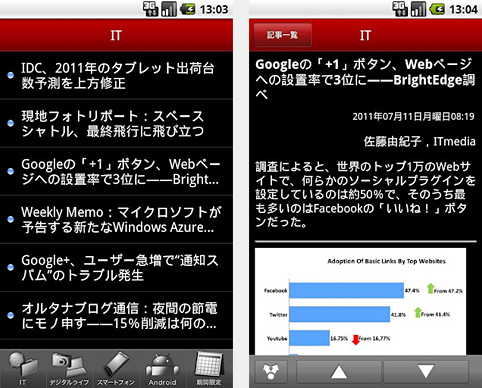 13:03
IT
IDC、2011年のタブレット出荷台
数予測を上方修正
現地フォトリポート：スペース
シャトル、最終飛行に飛び立つ
Googleの「+1」ボタン、Webペー
ジへの設置率で3位に――Bright...
Weekly Memo：マイクロソフトが
予告する新たなWindows Azure...
Google+、ユーザー急増で“通知
スパム”のトラブル発生
オルタナブログ通信：夜間の節電
にモノ申す――15%削減は何の...
IT
デジタルライフ
スマートフォン
Android
期間限定
3G
13:04
記事一覧
IT
Googleの「+1」ボタン、Webページ
への設置率で3位に――BrightEdge調
べ
2011年07月11日月曜日08:19
佐藤由紀子，ITmedia
調査によると、世界のトップ1万のWebサ
イトで、何らかのソーシャルプラグインを
設定しているのは約50%で、そのうち最
も多いのはFacebookの「いいね！」ボタ
ンだった。
Adoption Of Basic Links By Top Websites
Facebook
47.4%
From 47.2%
Twitter
41.8%
From 41.4%
Youtube
16.75%
From 16.77%